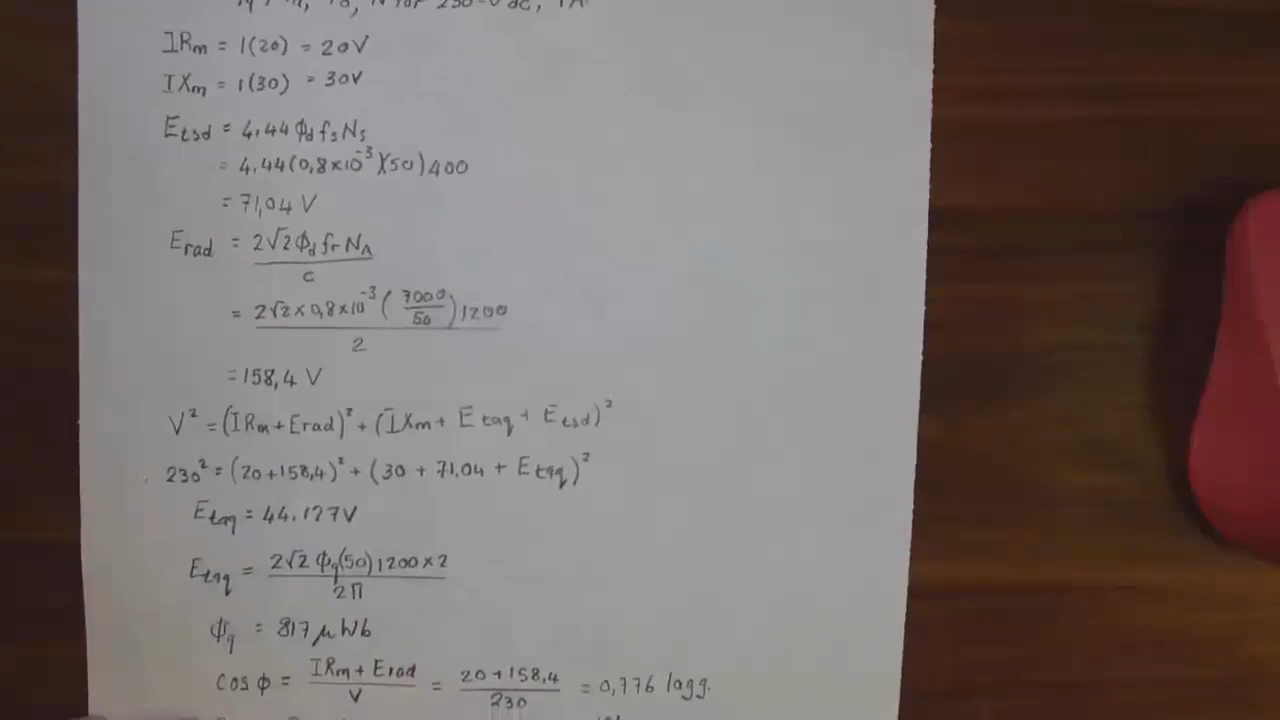 N for 230-V dc, 1A
IRm = 1(20) = 20V
IXm = 1(30) = 30V
Etsd = 4,44 ϕd fs Ns
= 4,44(0,8×10⁻³)(50)400
= 71,04 V
Erad = 2√2 ϕd fr NA
c
= 2√2 × 0,8×10⁻³ (7000/50) 1200
2
= 158,4 V
V² = (IRm + Erad)² + (IXm + Etaq + Etsd)²
230² = (20+158,4)² + (30 + 71.04 + Etaq)²
Etaq = 44.127V
Etaq = 2√2 ϕq(50)1200×2
2π
ϕq = 817 μWb
cos ϕ = IRm + Erad / V = 20+158,4 / 230 = 0,776 lagg.